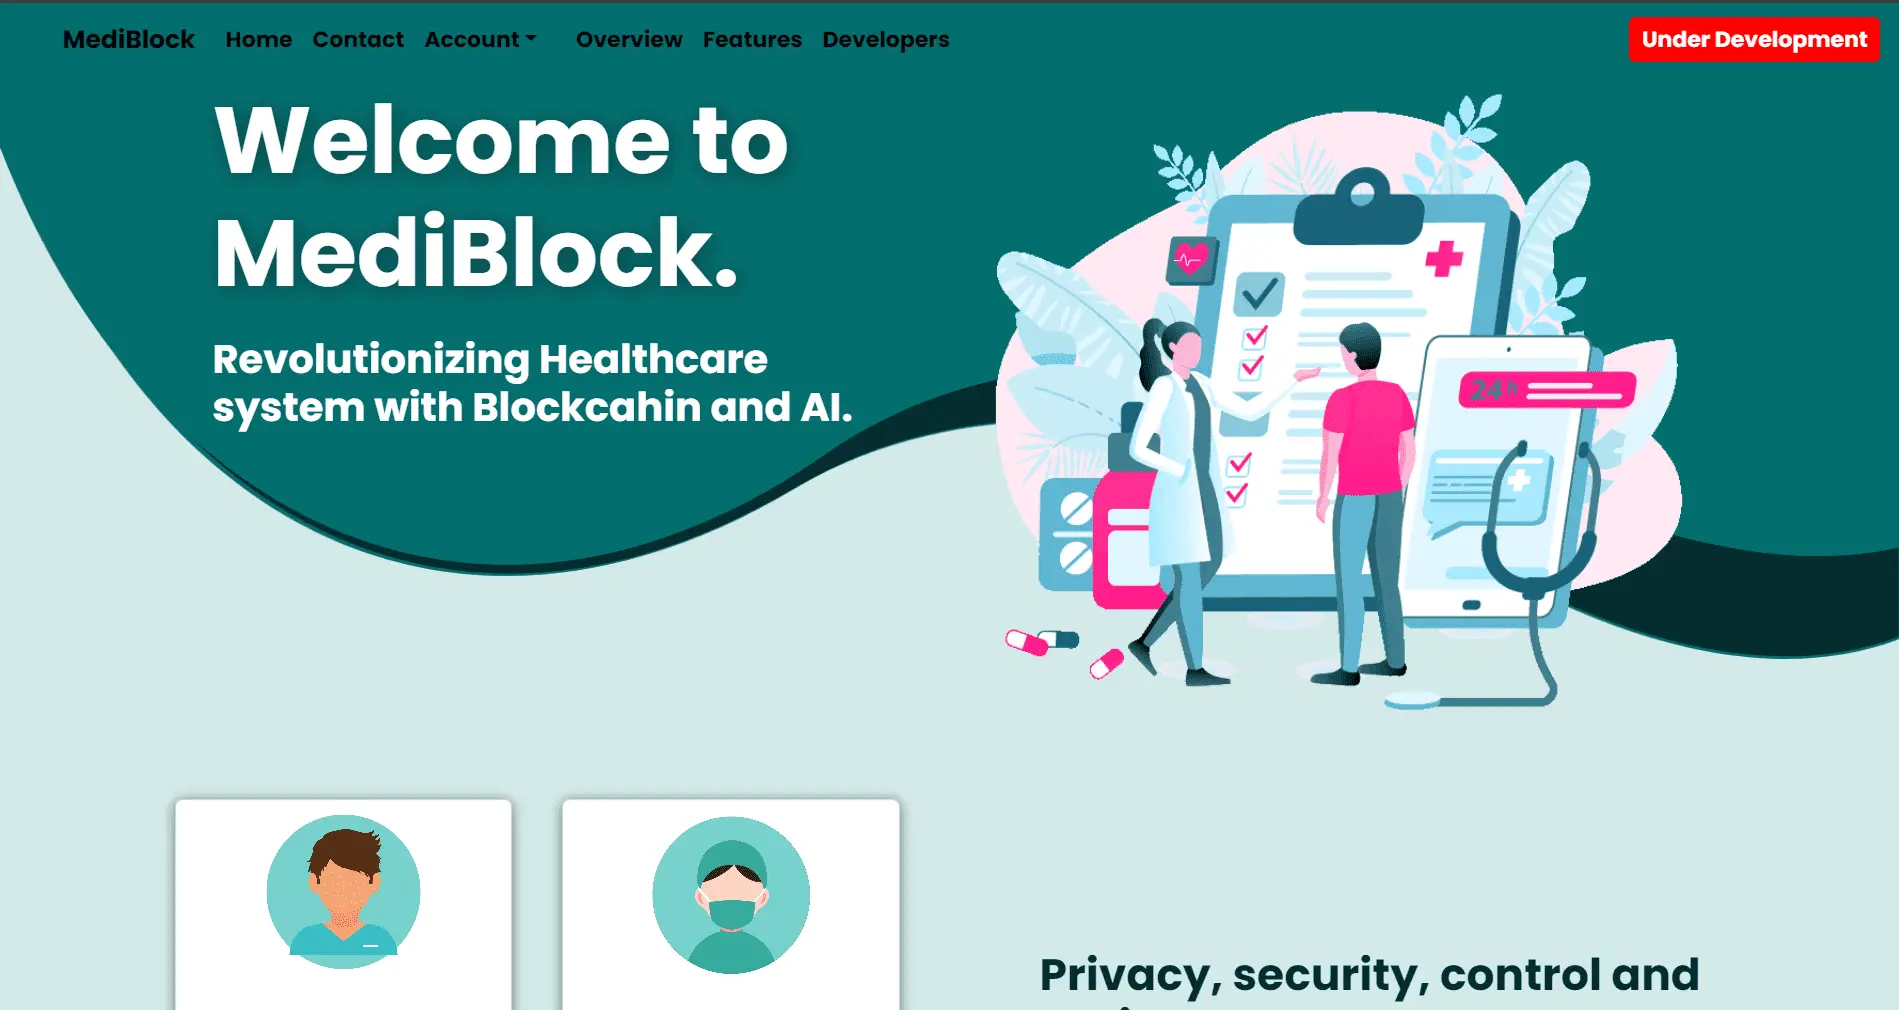 MediBlock Home Contact Account Overview Features Developers Under Development
Welcome to
MediBlock.
Revolutionizing Healthcare
system with Blockcahin and AI.
24 h
Privacy, security, control and